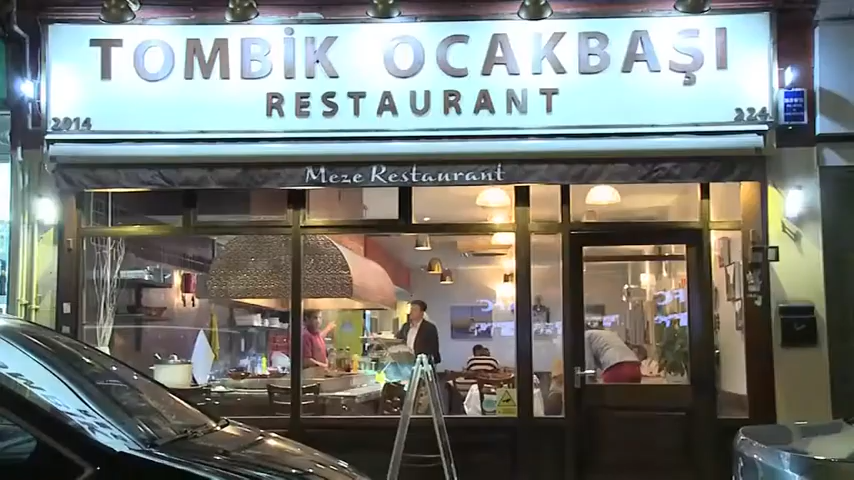 TOMBİK OCAKBAŞI
RESTAURANT
2014
224
Meze Restaurant